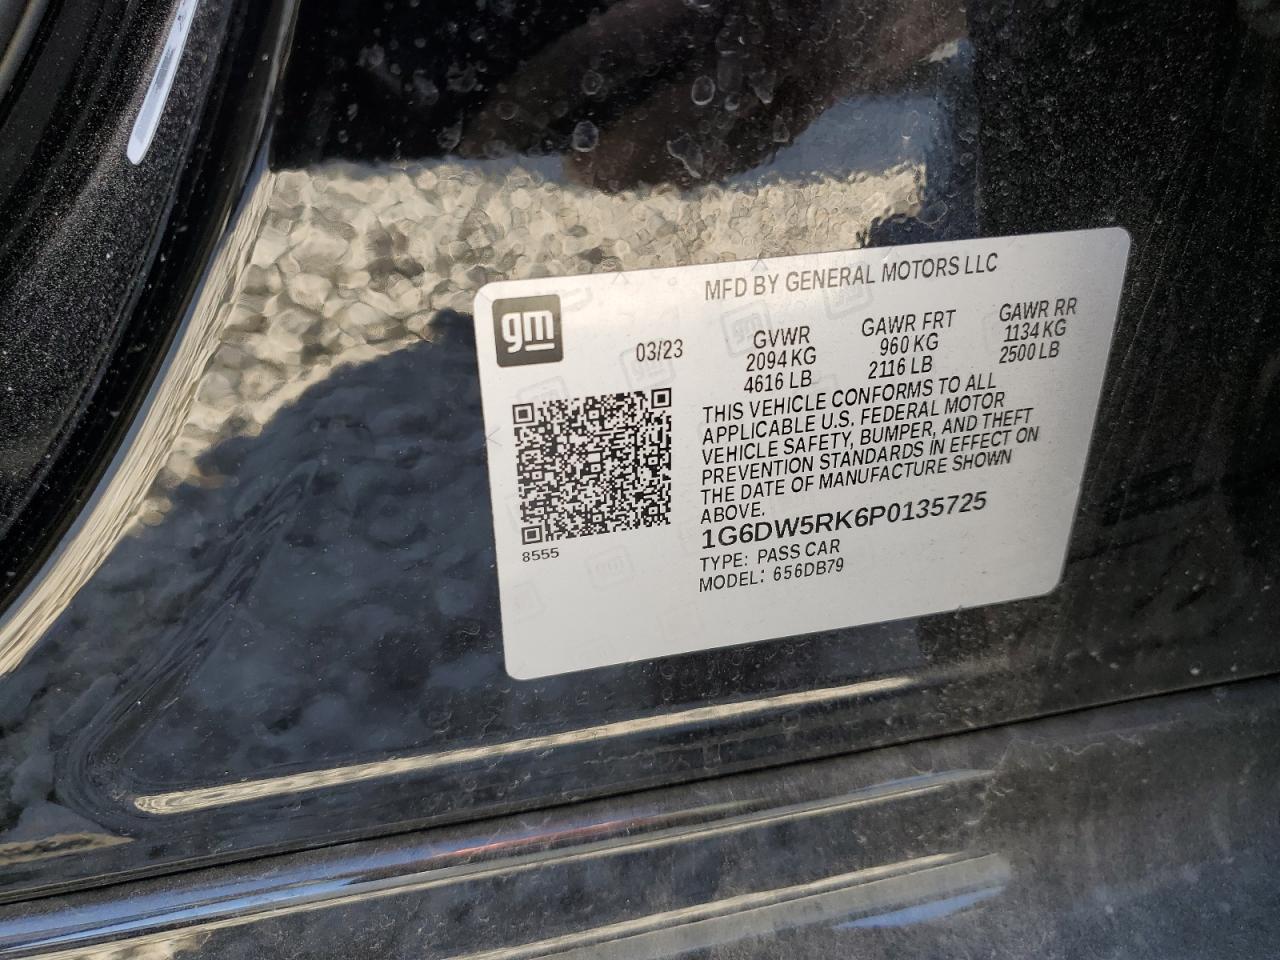 MFD BY GENERAL MOTORS LLC
gm
03/23
GVWR
2094 KG
4616 LB
GAWR FRT
960 KG
2116 LB
GAWR RR
1134 KG
2500 LB
THIS VEHICLE CONFORMS TO ALL
APPLICABLE U.S. FEDERAL MOTOR
VEHICLE SAFETY, BUMPER, AND THEFT
PREVENTION STANDARDS IN EFFECT ON
THE DATE OF MANUFACTURE SHOWN
ABOVE.
1G6DW5RK6P0135725
TYPE: PASS CAR
MODEL: 656DB79
8555